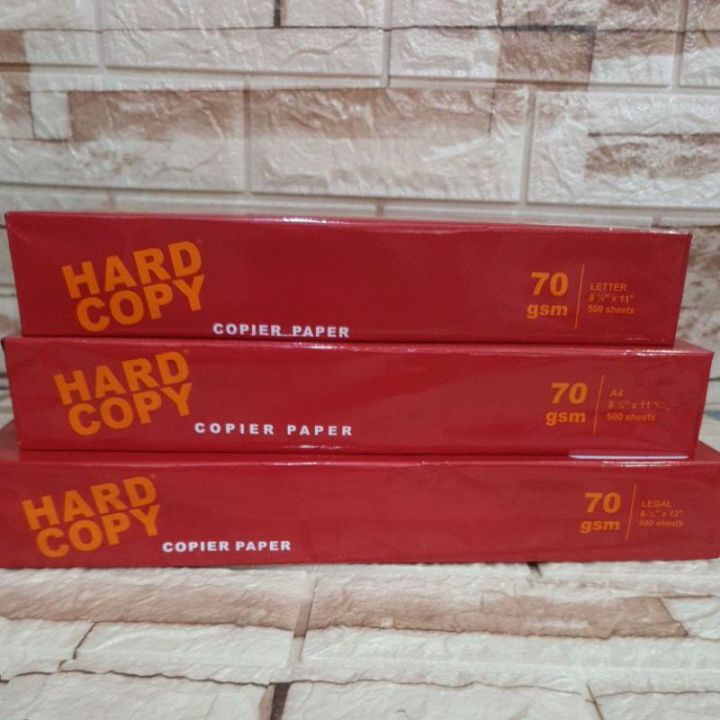 HARD
COPY
COPIER PAPER
70
gsm
LETTER
8 ½" x 11"
500 sheets
HARD
COPY
COPIER PAPER
70
gsm
A4
500 sheets
HARD
COPY
COPIER PAPER
70
gsm
LEGAL
8 ½" x 13"
500 sheets